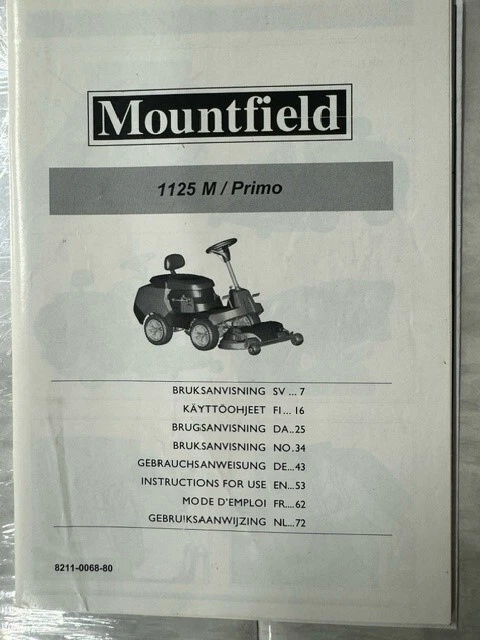 Mountfield
1125 M / Primo
BRUKSANVISNING SV ... 7
KÄYTTÖOHJEET FI... 16
BRUGSANVISNING DA..25
BRUKSANVISNING NO.34
GEBRAUCHSANWEISUNG DE...43
INSTRUCTIONS FOR USE EN...53
MODE D'EMPLOI FR....62
GEBRUIKSAANWIJZING NL...72
8211-0068-80